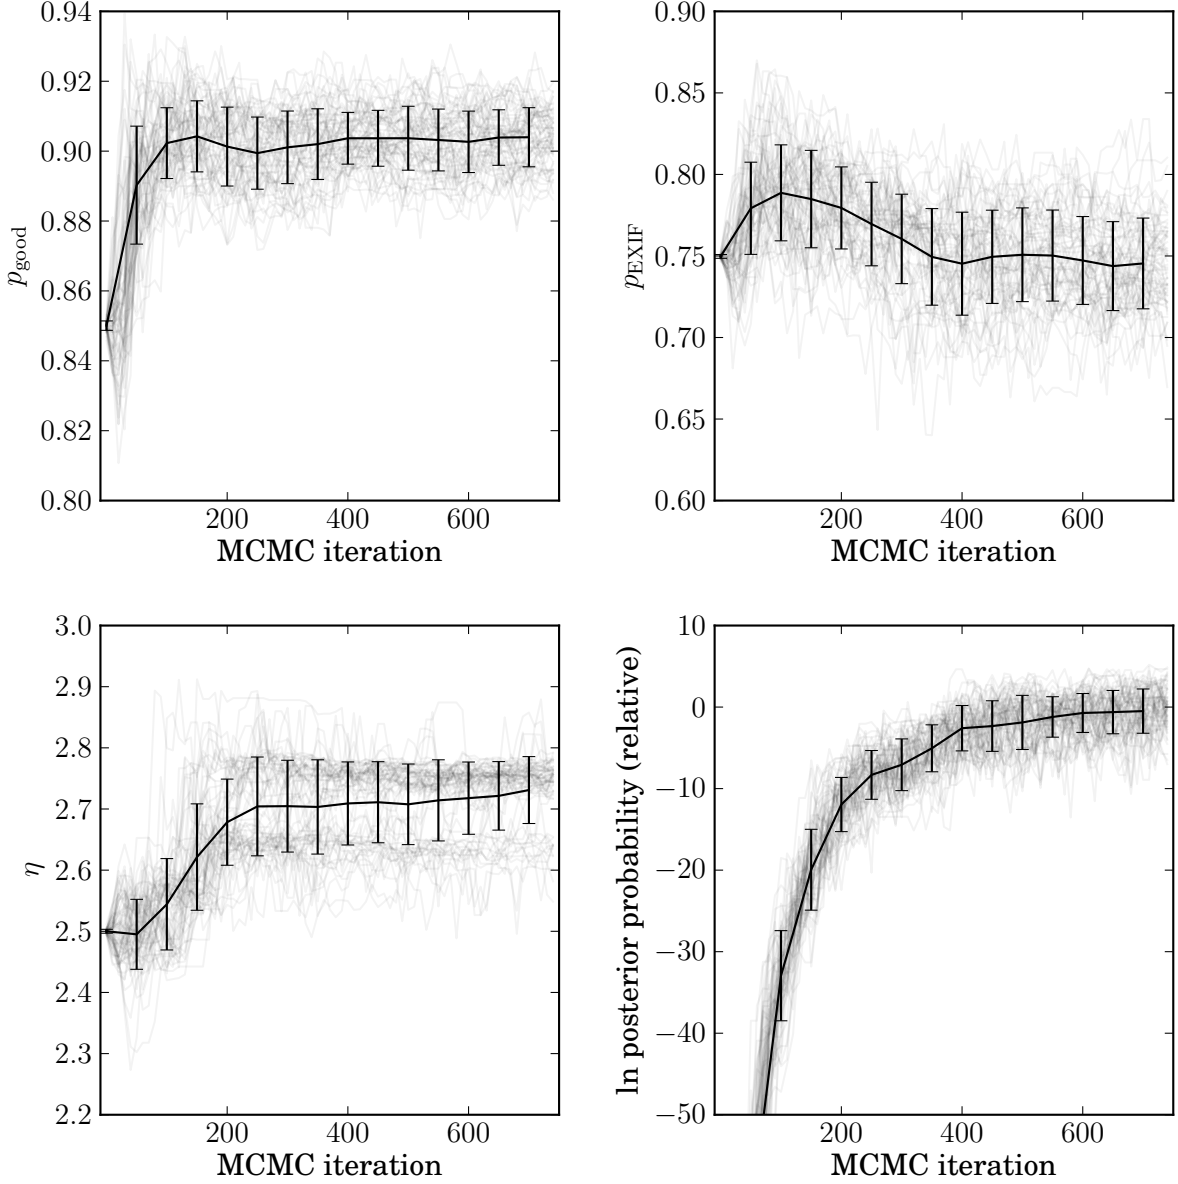 0.94
0.92
0.90
0.88
0.86
0.84
0.82
0.80
p_good
200 400 600
MCMC iteration
0.90
0.85
0.80
0.75
0.70
0.65
0.60
p_EXIF
200 400 600
MCMC iteration
3.0
2.9
2.8
2.7
2.6
2.5
2.4
2.3
2.2
η
200 400 600
MCMC iteration
10
0
−10
−20
−30
−40
−50
ln posterior probability (relative)
200 400 600
MCMC iteration